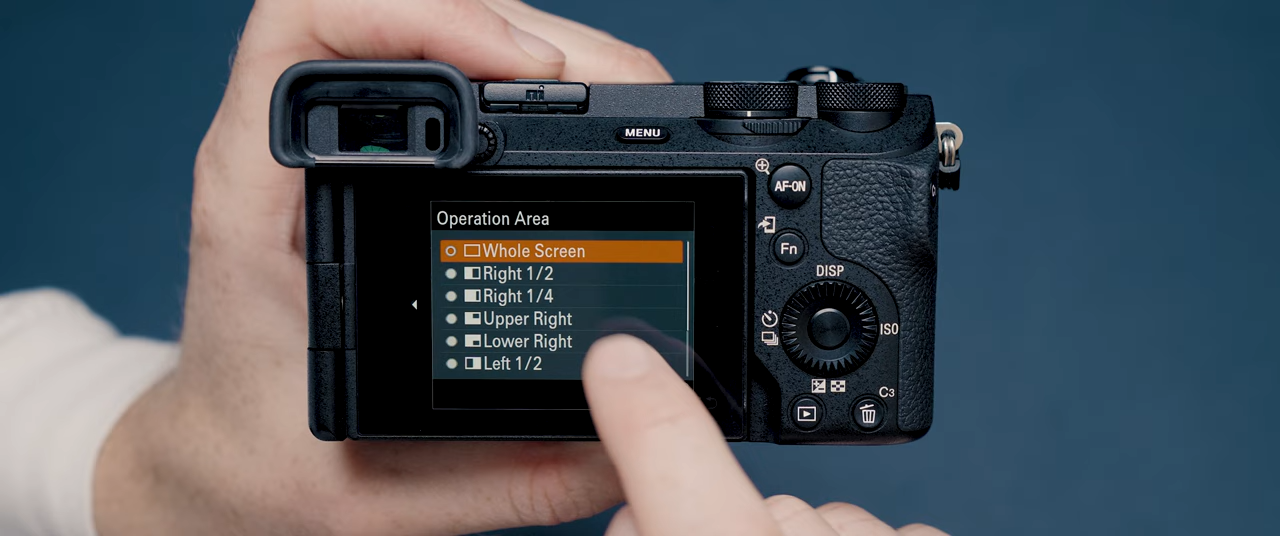 MENU
AF-ON
Operation Area
Whole Screen
Right 1/2
Right 1/4
Upper Right
Lower Right
Left 1/2
Fn
DISP
ISO
C3